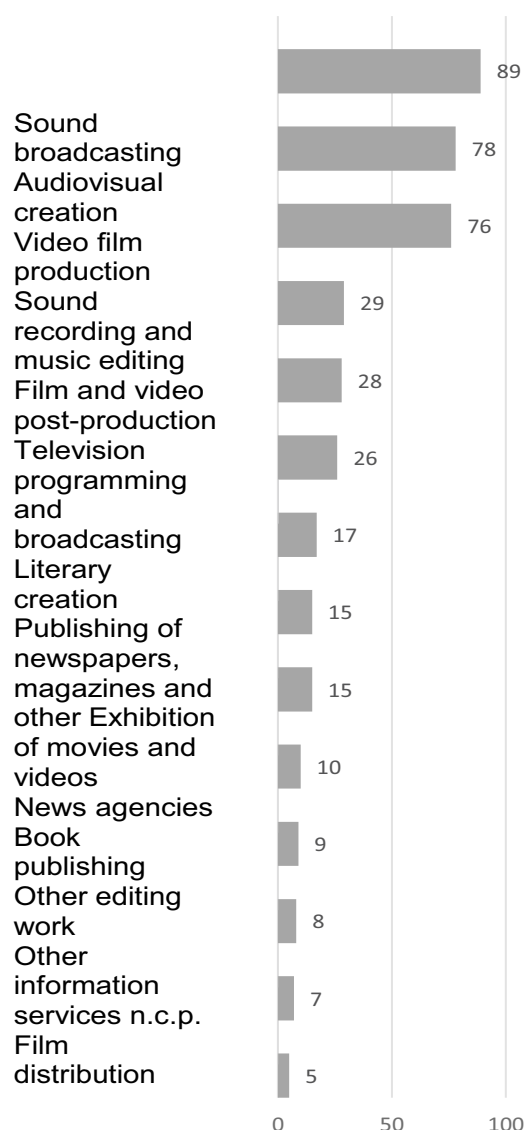 89
Sound
broadcasting
78
Audiovisual
creation
76
Video film
production
Sound
29
recording and
music editing
Film and video
28
post-production
Television
26
programming
and
broadcasting
17
Literary
creation
15
Publishing of
newspapers,
magazines and
15
other Exhibition
of movies and
10
videos
News agencies
Book
9
publishing
Other editing
8
work
Other
information
7
services n.c.p.
Film
distribution
5
0 50 100